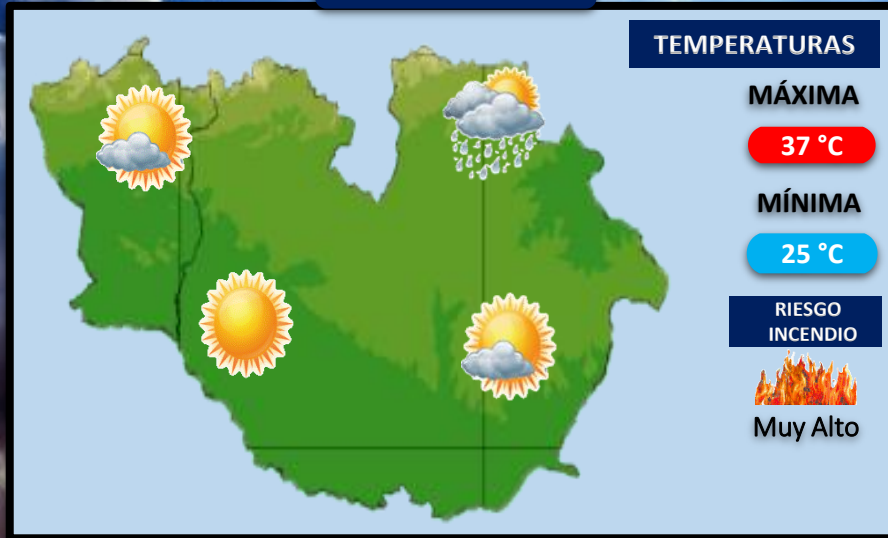 TEMPERATURAS
MÁXIMA
37 °C
MÍNIMA
25 °C
RIESGO
INCENDIO
Muy Alto